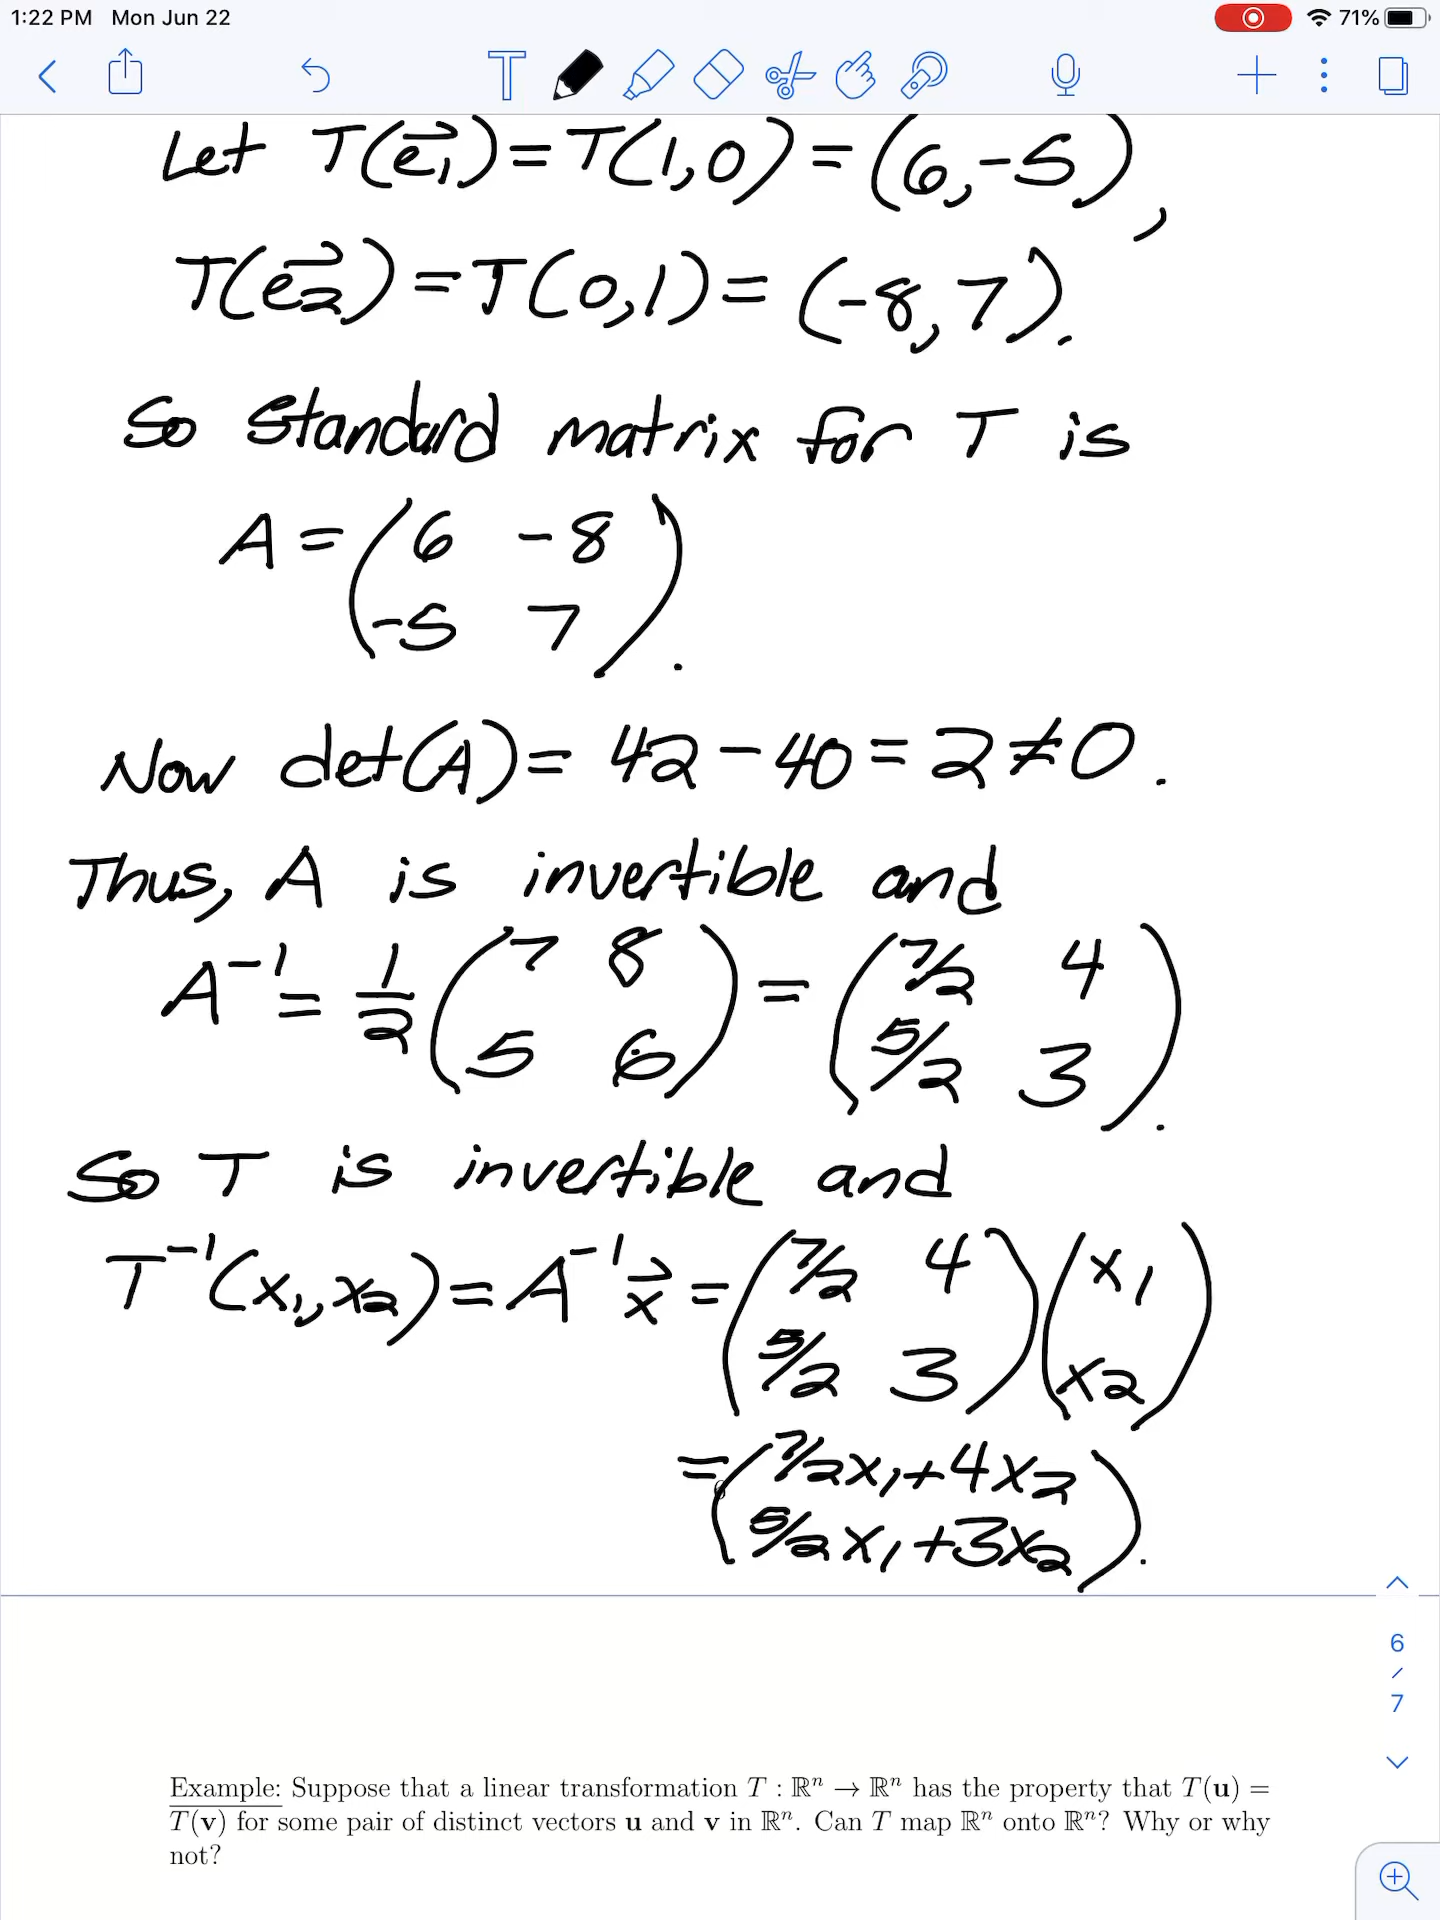 1:22 PM Mon Jun 22 71%
Let T(e⃗₁)=T(1,0)=(6,-5),
T(e⃗₂)=T(0,1)=(-8,7).
So standard matrix for T is
A=(6 -8
-5 7).
Now det(A)=42-40=2≠0.
Thus, A is invertible and
A⁻¹=1/2(7 8
5 6)=(7/2 4
5/2 3).
So T is invertible and
T⁻¹(x₁,x₂)=A⁻¹x⃗=(7/2 4
5/2 3)(x₁
x₂)
=(7/2x₁+4x₂
5/2x₁+3x₂).
6
/
7
Example: Suppose that a linear transformation T : ℝⁿ → ℝⁿ has the property that T(u) =
T(v) for some pair of distinct vectors u and v in ℝⁿ. Can T map ℝⁿ onto ℝⁿ? Why or why
not?